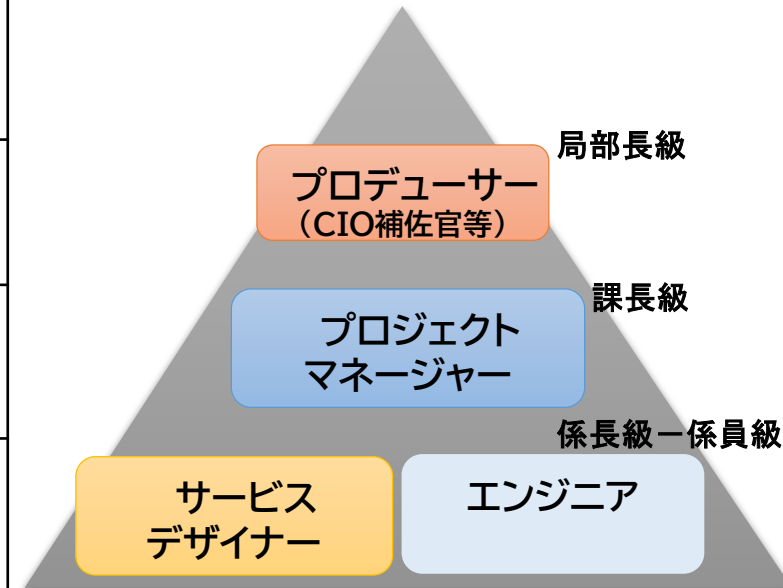 局部長級
プロデューサー
（CIO補佐官等）
課長級
プロジェクト
マネージャー
係長級－係員級
サービス
デザイナー
エンジニア